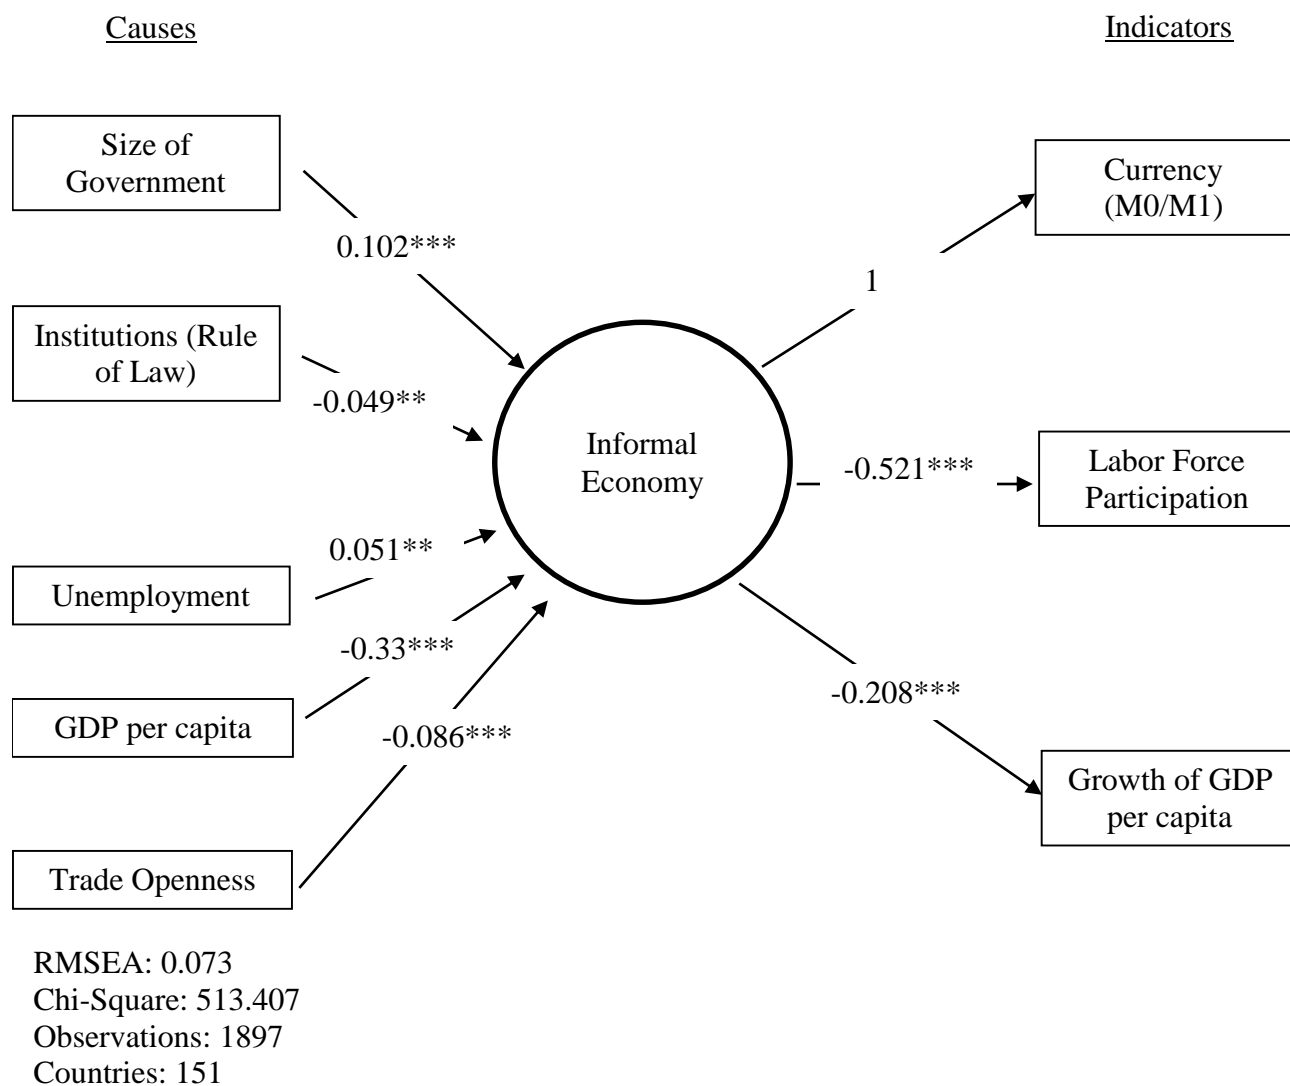 Causes
Indicators
Size of
Government
Currency
(M0/M1)
0.102***
1
Institutions (Rule
of Law)
-0.049**
Informal
Economy
-0.521***
Labor Force
Participation
0.051**
Unemployment
-0.33***
-0.208***
GDP per capita
-0.086***
Growth of GDP
per capita
Trade Openness
RMSEA: 0.073
Chi-Square: 513.407
Observations: 1897
Countries: 151